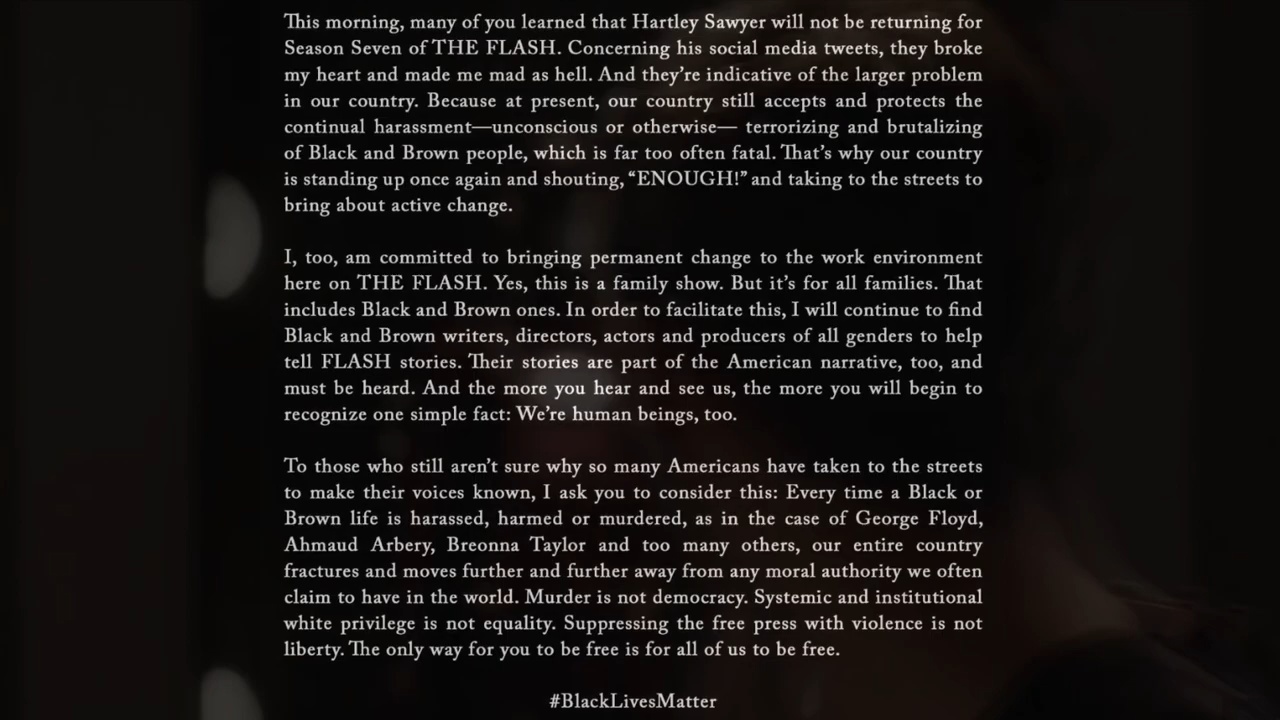 This morning, many of you learned that Hartley Sawyer will not be returning for
Season Seven of THE FLASH. Concerning his social media tweets, they broke
my heart and made me mad as hell. And they're indicative of the larger problem
in our country. Because at present, our country still accepts and protects the
continual harassment—unconscious or otherwise— terrorizing and brutalizing
of Black and Brown people, which is far too often fatal. That's why our country
is standing up once again and shouting, “ENOUGH!” and taking to the streets to
bring about active change.
I, too, am committed to bringing permanent change to the work environment
here on THE FLASH. Yes, this is a family show. But it's for all families. That
includes Black and Brown ones. In order to facilitate this, I will continue to find
Black and Brown writers, directors, actors and producers of all genders to help
tell FLASH stories. Their stories are part of the American narrative, too, and
must be heard. And the more you hear and see us, the more you will begin to
recognize one simple fact: We're human beings, too.
To those who still aren't sure why so many Americans have taken to the streets
to make their voices known, I ask you to consider this: Every time a Black or
Brown life is harassed, harmed or murdered, as in the case of George Floyd,
Ahmaud Arbery, Breonna Taylor and too many others, our entire country
fractures and moves further and further away from any moral authority we often
claim to have in the world. Murder is not democracy. Systemic and institutional
white privilege is not equality. Suppressing the free press with violence is not
liberty. The only way for you to be free is for all of us to be free.
#BlackLivesMatter